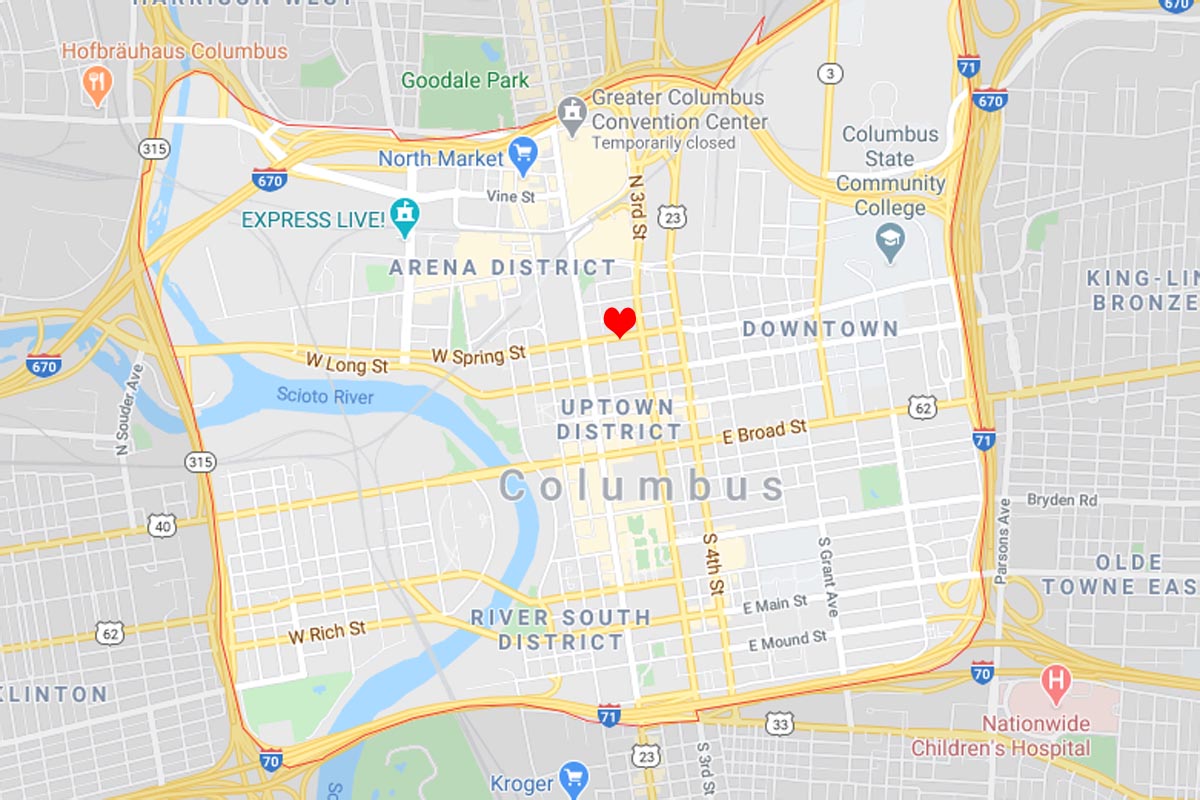 HARRISON WEST
Hofbräuhaus Columbus
Goodale Park
Greater Columbus
Convention Center
Temporarily closed
3
71
670
670
315
North Market
Columbus
State
Community
College
670
Vine St
N 3rd St
23
EXPRESS LIVE!
ARENA DISTRICT
KING-LIN
BRONZE
DOWNTOWN
W Spring St
W Long St
670
Scioto River
N Souder Ave
UPTOWN
DISTRICT
62
E Broad St
71
315
Columbus
Bryden Rd
40
S 4th St
S Grant Ave
Parsons Ave
OLDE
TOWNE EAS
E Main St
RIVER SOUTH
DISTRICT
62
W Rich St
E Mound St
70
KLINTON
H
71
33
Nationwide
Children's Hospital
70
23
S 3rd St
Kroger